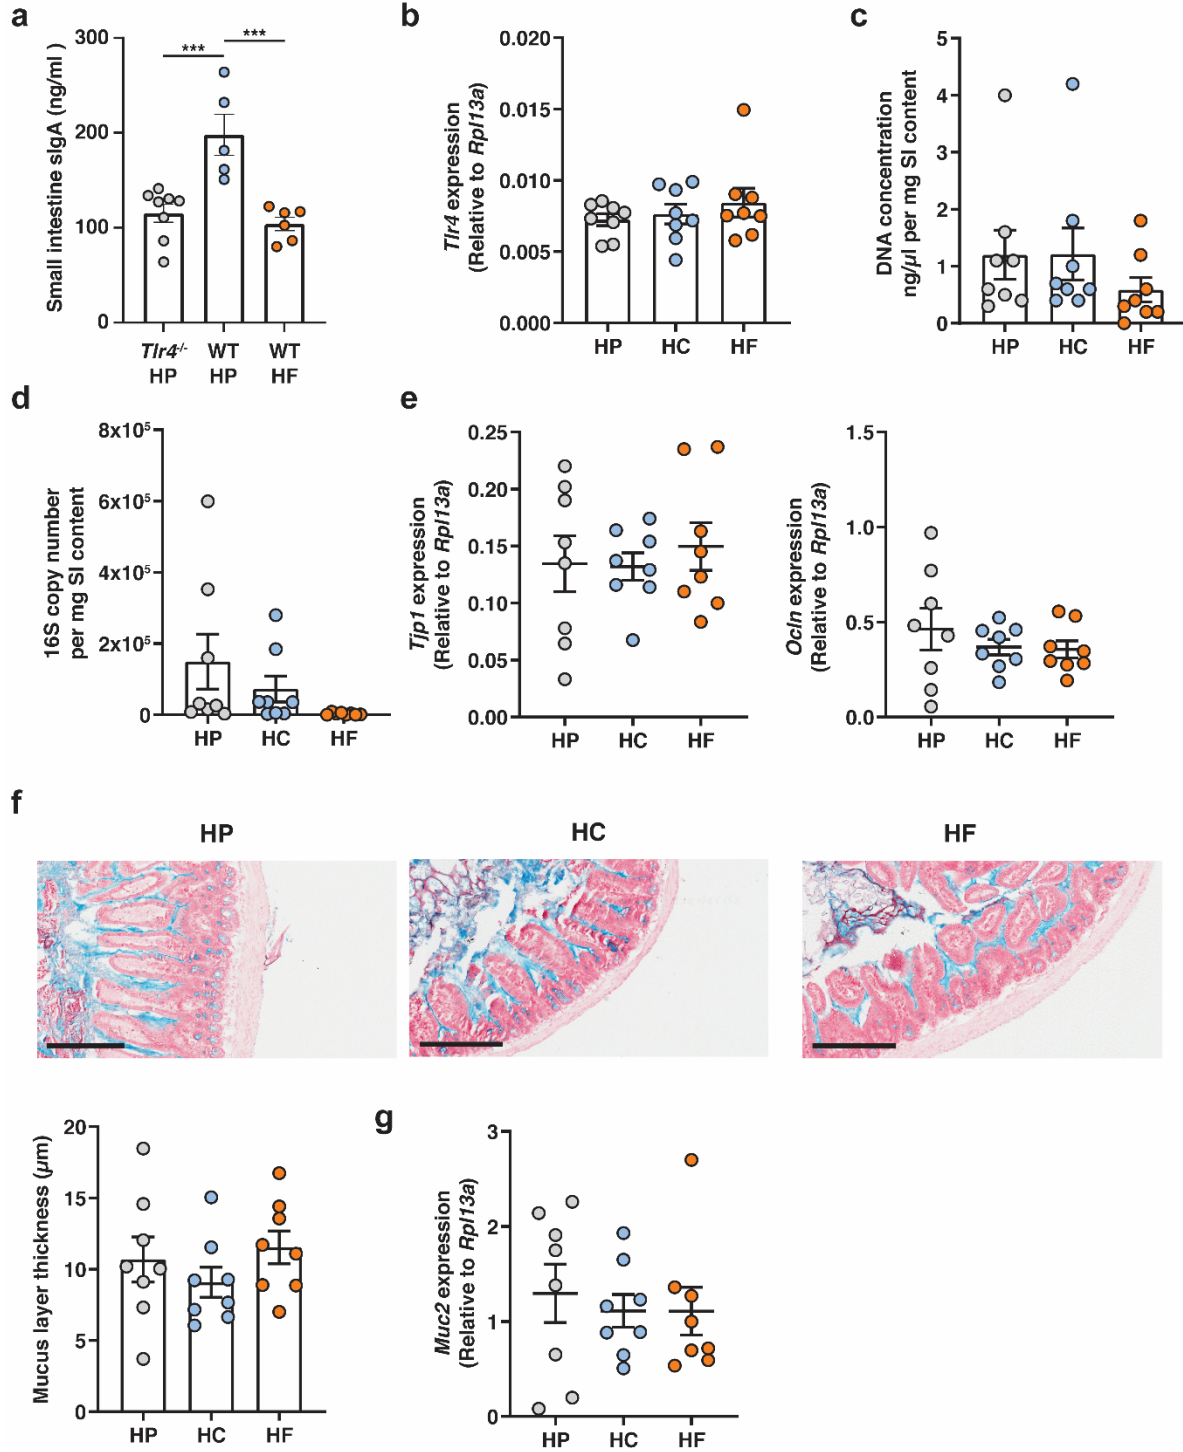 a
Small intestine sIgA (ng/ml )
300
200
100
0
***
***
Tlr4-/- WT WT
HP HP HF
b
Tlr4 expression
(Relative to Rpl13a)
0.020
0.015
0.010
0.005
0.000
HP HC HF
c
DNA concentration
ng/µl per mg SI content
5
4
3
2
1
0
HP HC HF
d
16S copy number
per mg SI content
8x10⁵
6x10⁵
4x10⁵
2x10⁵
0
HP HC HF
e
Tjp1 expression
(Relative to Rpl13a)
0.25
0.20
0.15
0.10
0.05
0.00
HP HC HF
Ocln expression
(Relative to Rpl13a)
1.5
1.0
0.5
0.0
HP HC HF
f
HP HC HF
Mucus layer thickness (µm)
20
15
10
5
0
HP HC HF
g
Muc2 expression
(Relative to Rpl13a)
3
2
1
0
HP HC HF